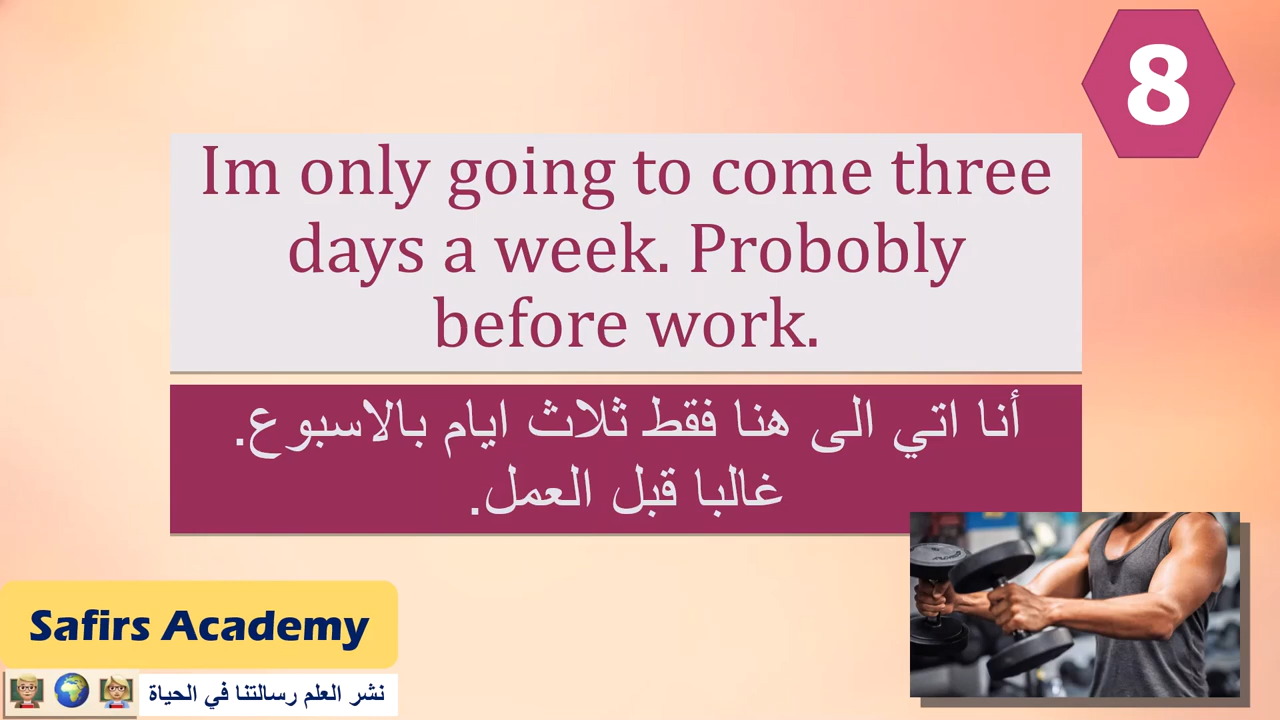 8
Im only going to come three
days a week. Probobly
before work.
أنا اتي الى هنا فقط ثلاث ايام بالاسبوع.
غالبا قبل العمل.
Safirs Academy
نشر العلم رسالتنا في الحياة